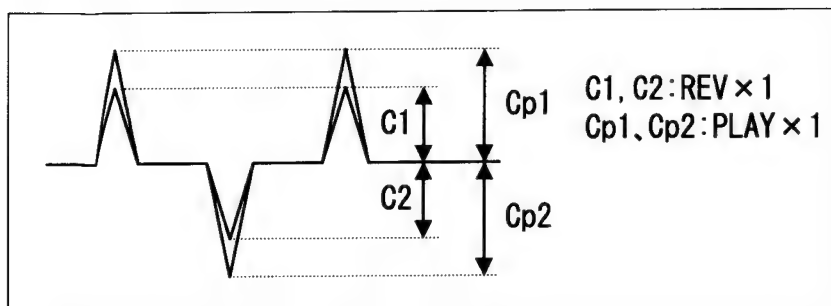 C1
Cp1
C2
Cp2
C1, C2:REV×1
Cp1、Cp2:PLAY×1